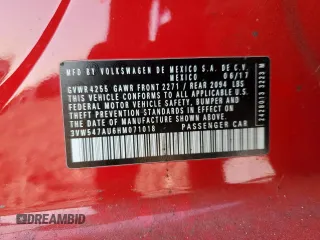 MFD BY VOLKSWAGEN DE MEXICO S.A. DE C.V.
MEXICO 06/17
GVWR 4255 GAWR FRONT 2271 / REAR 2094 LBS
THIS VEHICLE CONFORMS TO ALL APPLICABLE U.S.
FEDERAL MOTOR VEHICLE SAFETY, BUMPER AND
THEFT PREVENTION STANDARDS IN EFFECT ON THE
DATE OF MANUFACTURE SHOWN ABOVE.
3VW547AU6HM071018 PASSENGER CAR
DREAMBID